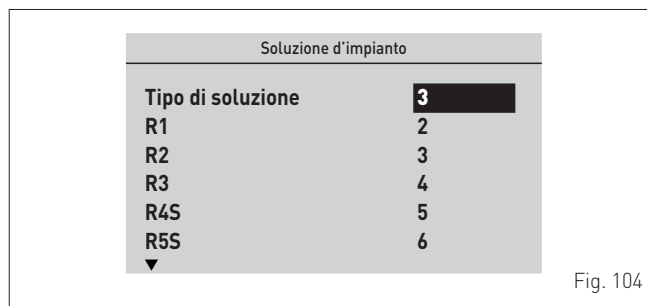 Soluzione d'impianto
Tipo di soluzione 3
R1 2
R2 3
R3 4
R4S 5
R5S 6
Fig. 104